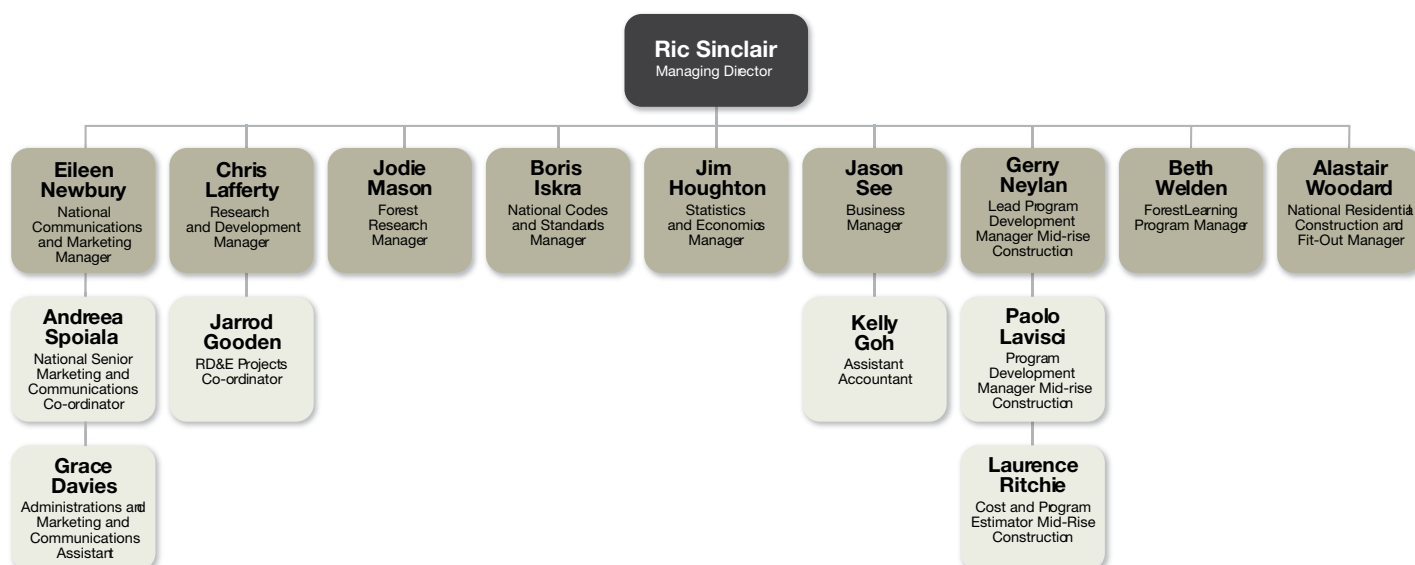 Ric Sinclair
Managing Director
Eileen
Newbury
National
Communications
and Marketing
Manager
Chris
Lafferty
Research
and Development
Manager
Jodie
Mason
Forest
Research
Manager
Boris
Iskra
National Codes
and Standards
Manager
Jim
Houghton
Statistics
and Economics
Manager
Jason
See
Business
Manager
Gerry
Neylan
Lead Program
Development
Manager Mid-rise
Construction
Beth
Welden
ForestLearning
Program Manager
Alastair
Woodard
National Residential
Construction and
Fit-Out Manager
Andreea
Spoiala
National Senior
Marketing and
Communications
Co-ordinator
Jarrod
Gooden
RD&E Projects
Co-ordinator
Kelly
Goh
Assistant
Accountant
Paolo
Lavisci
Program
Development
Manager Mid-rise
Construction
Grace
Davies
Administrations and
Marketing and
Communications
Assistant
Laurence
Ritchie
Cost and Program
Estimator Mid-Rise
Construction